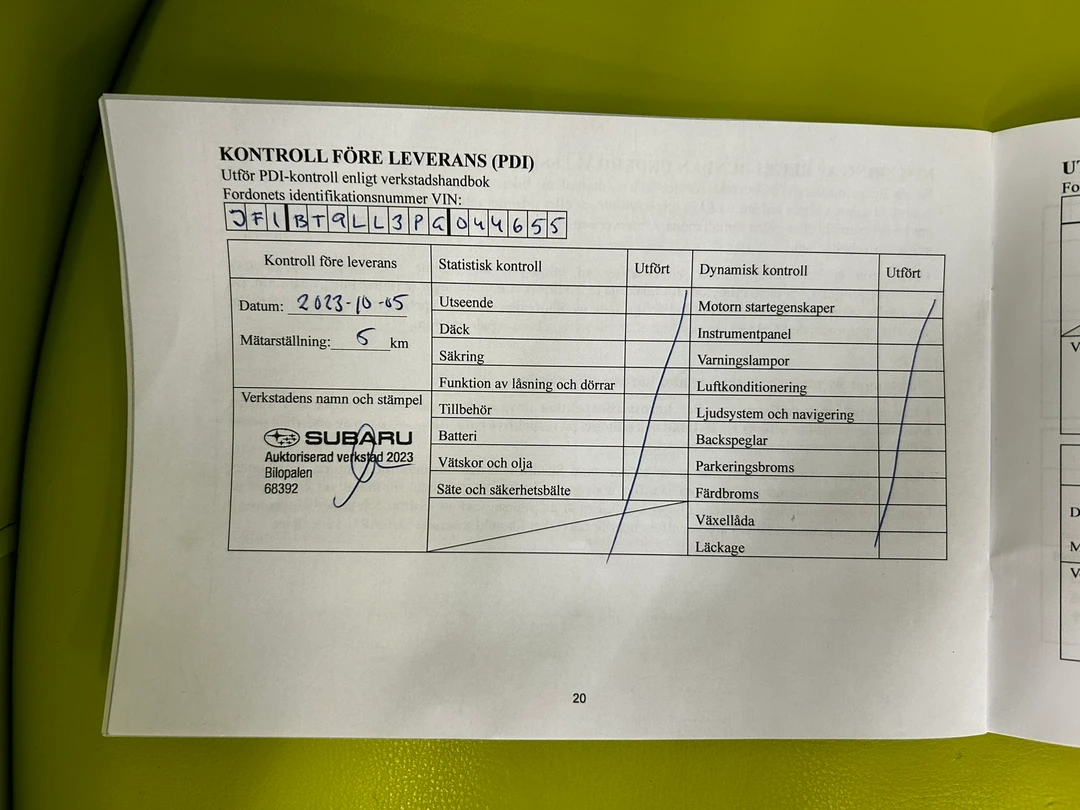 KONTROLL FÖRE LEVERANS (PDI)
Utför PDI-kontroll enligt verkstadshandbok
Fordonets identifikationsnummer VIN:
JF1BT9LL3PG044655
Kontroll före leverans
Statistisk kontroll
Utfört
Dynamisk kontroll
Utfört
Datum: 2023-10-05
Mätarställning: 6 km
Verkstadens namn och stämpel
SUBARU
Auktoriserad verkstad 2023
Bilopalen
68392
Utseende
Däck
Säkring
Funktion av låsning och dörrar
Tillbehör
Batteri
Vätskor och olja
Säte och säkerhetsbälte
Motorn startegenskaper
Instrumentpanel
Varningslampor
Luftkonditionering
Ljudsystem och navigering
Backspeglar
Parkeringsbroms
Färdbroms
Växellåda
Läckage
20